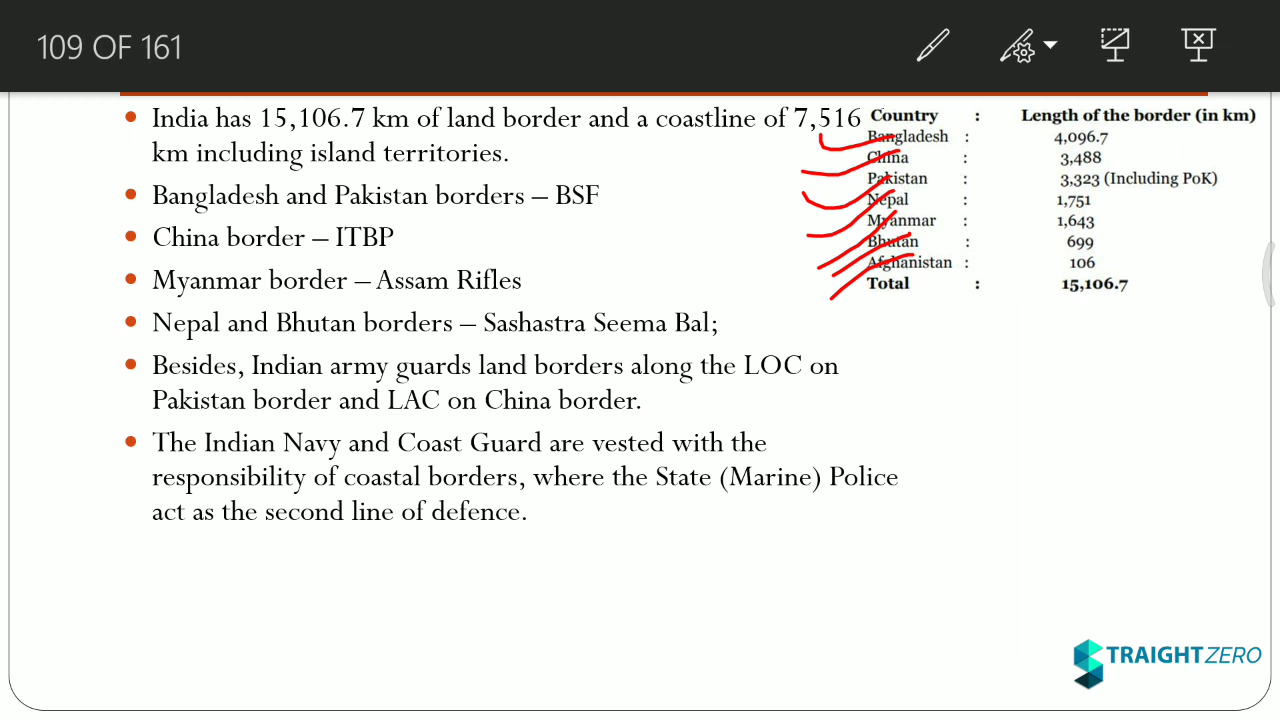 109 OF 161
• India has 15,106.7 km of land border and a coastline of 7,516
km including island territories.
• Bangladesh and Pakistan borders – BSF
• China border – ITBP
• Myanmar border – Assam Rifles
• Nepal and Bhutan borders – Sashastra Seema Bal;
• Besides, Indian army guards land borders along the LOC on
Pakistan border and LAC on China border.
• The Indian Navy and Coast Guard are vested with the
responsibility of coastal borders, where the State (Marine) Police
act as the second line of defence.
Country : Length of the border (in km)
Bangladesh : 4,096.7
China : 3,488
Pakistan : 3,323 (Including PoK)
Nepal : 1,751
Myanmar : 1,643
Bhutan : 699
Afghanistan : 106
Total : 15,106.7
TRAIGHTZERO